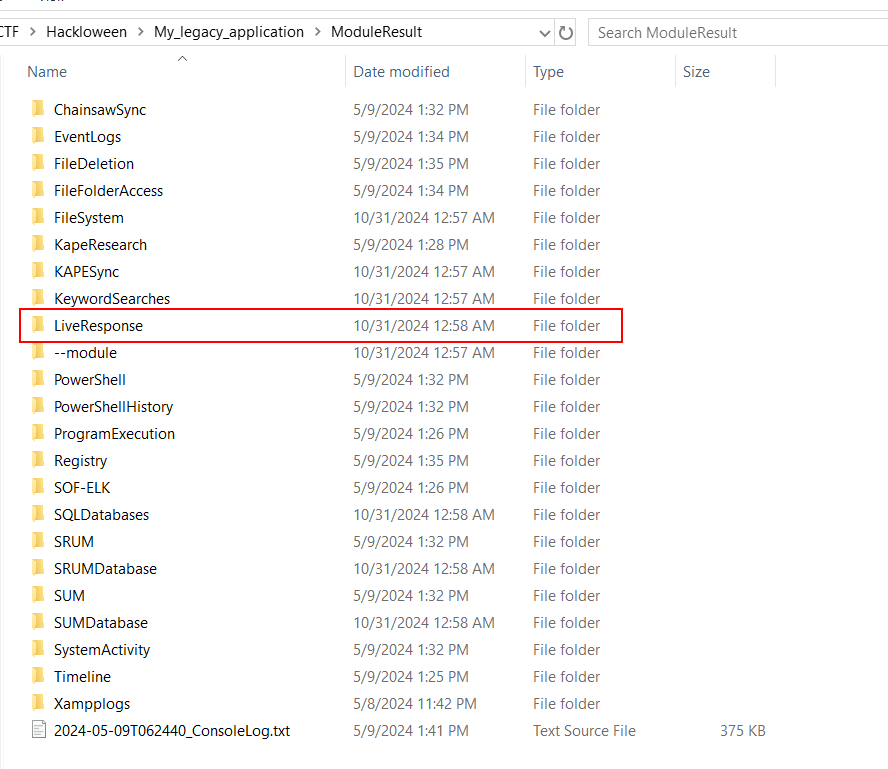 CTF > Hackloween > My_legacy_application > ModuleResult Search ModuleResult
Name Date modified Type Size
ChainsawSync 5/9/2024 1:32 PM File folder
EventLogs 5/9/2024 1:34 PM File folder
FileDeletion 5/9/2024 1:35 PM File folder
FileFolderAccess 5/9/2024 1:34 PM File folder
FileSystem 10/31/2024 12:57 AM File folder
KapeResearch 5/9/2024 1:28 PM File folder
KAPESync 10/31/2024 12:57 AM File folder
KeywordSearches 10/31/2024 12:57 AM File folder
LiveResponse 10/31/2024 12:58 AM File folder
--module 10/31/2024 12:57 AM File folder
PowerShell 5/9/2024 1:32 PM File folder
PowerShellHistory 5/9/2024 1:32 PM File folder
ProgramExecution 5/9/2024 1:26 PM File folder
Registry 5/9/2024 1:35 PM File folder
SOF-ELK 5/9/2024 1:26 PM File folder
SQLDatabases 10/31/2024 12:58 AM File folder
SRUM 5/9/2024 1:32 PM File folder
SRUMDatabase 10/31/2024 12:58 AM File folder
SUM 5/9/2024 1:32 PM File folder
SUMDatabase 10/31/2024 12:58 AM File folder
SystemActivity 5/9/2024 1:32 PM File folder
Timeline 5/9/2024 1:25 PM File folder
Xampplogs 5/8/2024 11:42 PM File folder
2024-05-09T062440_ConsoleLog.txt 5/9/2024 1:41 PM Text Source File 375 KB